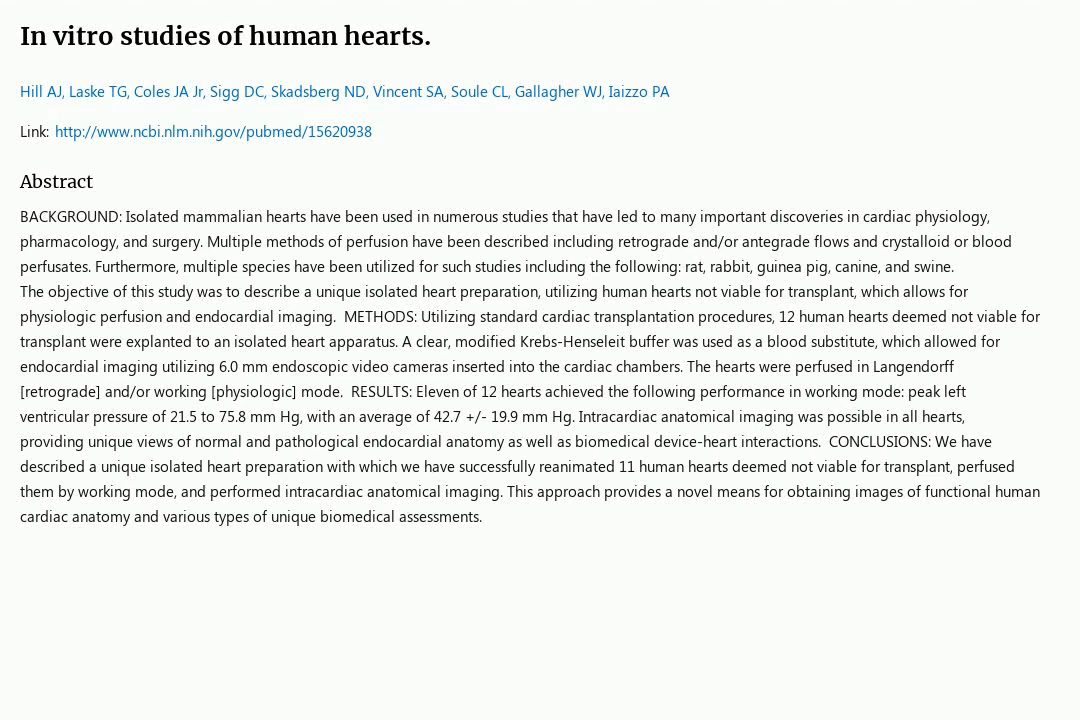 In vitro studies of human hearts.
Hill AJ, Laske TG, Coles JA Jr, Sigg DC, Skadsberg ND, Vincent SA, Soule CL, Gallagher WJ, Iaizzo PA
Link: http://www.ncbi.nlm.nih.gov/pubmed/15620938
Abstract
BACKGROUND: Isolated mammalian hearts have been used in numerous studies that have led to many important discoveries in cardiac physiology,
pharmacology, and surgery. Multiple methods of perfusion have been described including retrograde and/or antegrade flows and crystalloid or blood
perfusates. Furthermore, multiple species have been utilized for such studies including the following: rat, rabbit, guinea pig, canine, and swine.
The objective of this study was to describe a unique isolated heart preparation, utilizing human hearts not viable for transplant, which allows for
physiologic perfusion and endocardial imaging.  METHODS: Utilizing standard cardiac transplantation procedures, 12 human hearts deemed not viable for
transplant were explanted to an isolated heart apparatus. A clear, modified Krebs-Henseleit buffer was used as a blood substitute, which allowed for
endocardial imaging utilizing 6.0 mm endoscopic video cameras inserted into the cardiac chambers. The hearts were perfused in Langendorff
[retrograde] and/or working [physiologic] mode.  RESULTS: Eleven of 12 hearts achieved the following performance in working mode: peak left
ventricular pressure of 21.5 to 75.8 mm Hg, with an average of 42.7 +/- 19.9 mm Hg. Intracardiac anatomical imaging was possible in all hearts,
providing unique views of normal and pathological endocardial anatomy as well as biomedical device-heart interactions.  CONCLUSIONS: We have
described a unique isolated heart preparation with which we have successfully reanimated 11 human hearts deemed not viable for transplant, perfused
them by working mode, and performed intracardiac anatomical imaging. This approach provides a novel means for obtaining images of functional human
cardiac anatomy and various types of unique biomedical assessments.